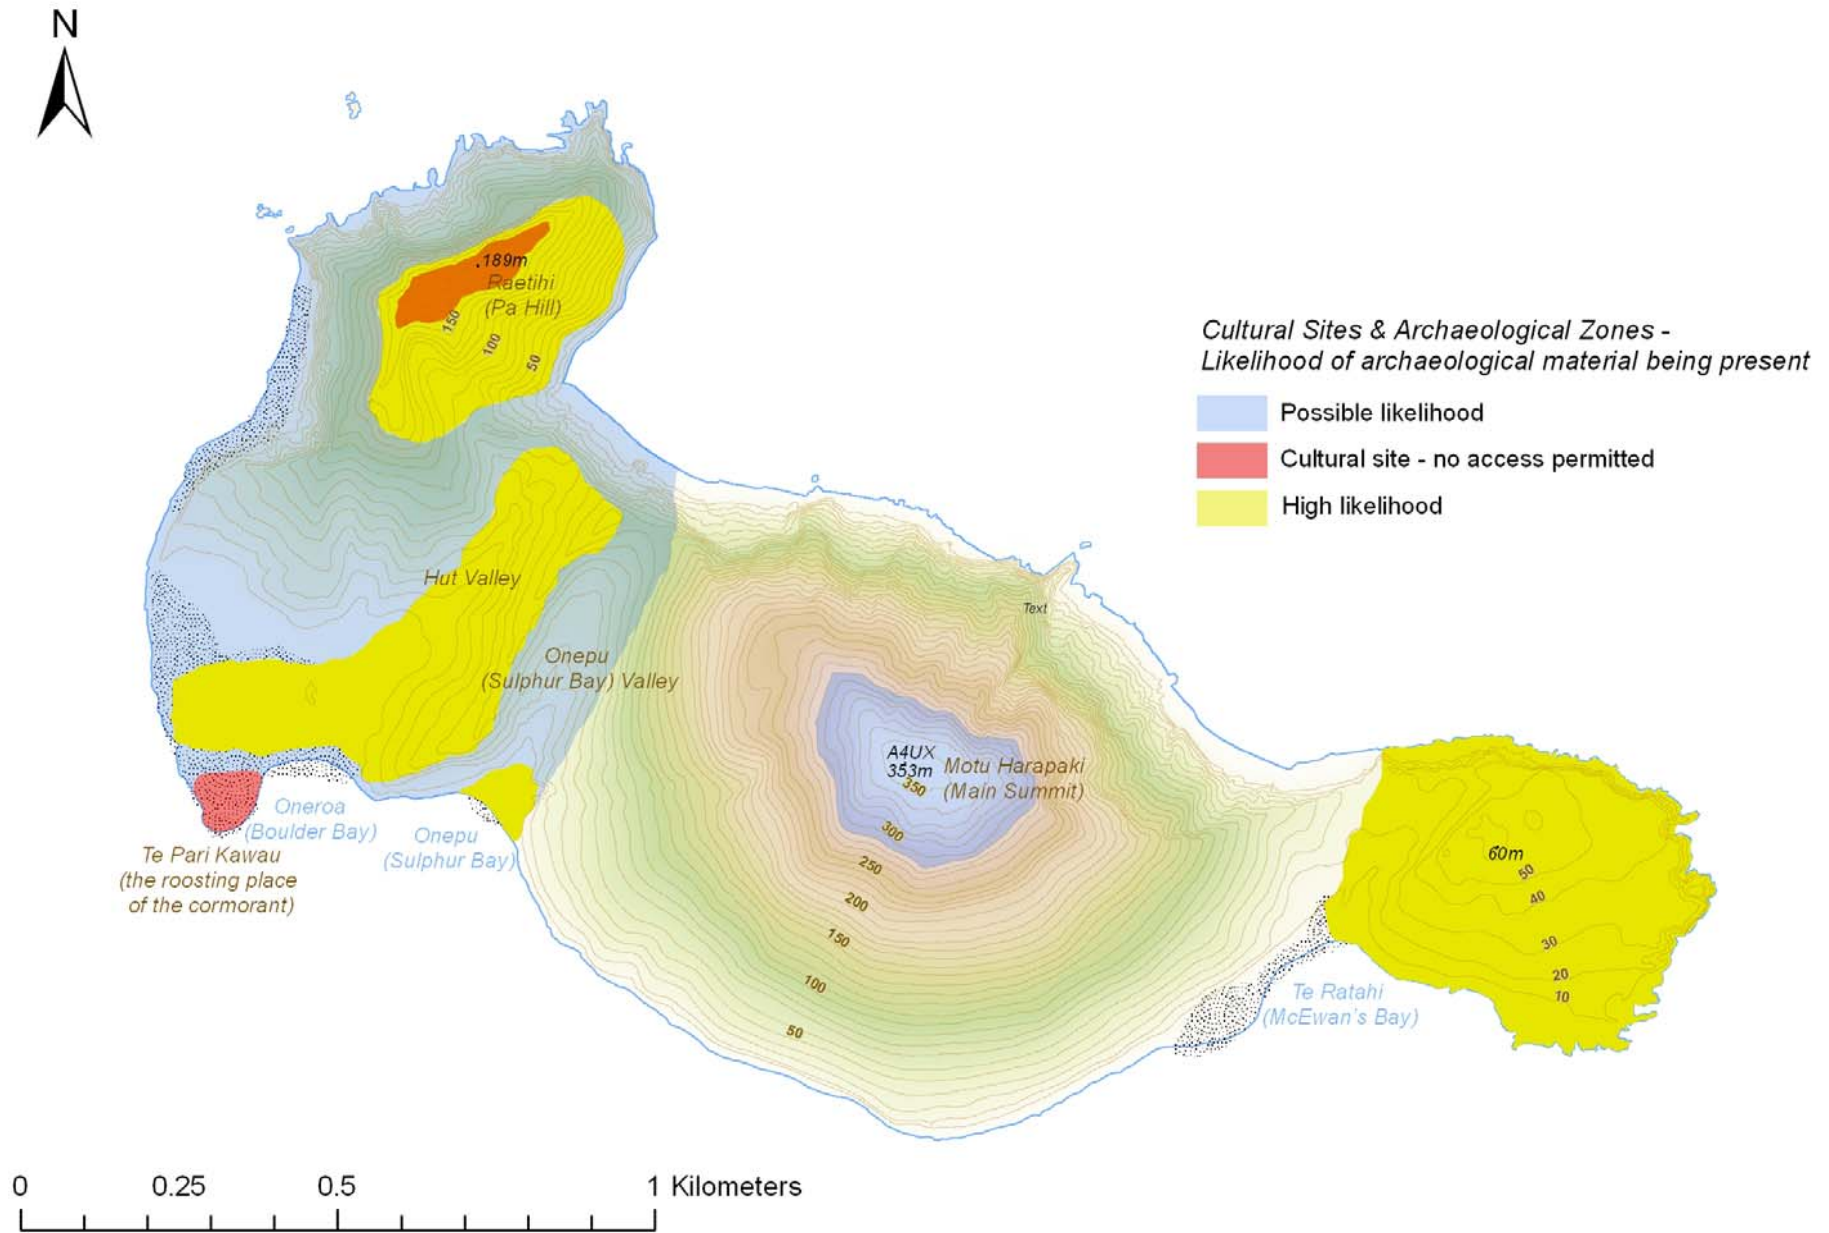 N
.189m
Raetihi
(Pa Hill)
150
100
50
Cultural Sites & Archaeological Zones -
Likelihood of archaeological material being present
Possible likelihood
Cultural site - no access permitted
High likelihood
Hut Valley
Text
Onepu
(Sulphur Bay) Valley
A4UX
353m
350
Motu Harapaki
(Main Summit)
300
250
200
150
100
50
Oneroa
(Boulder Bay)
Onepu
(Sulphur Bay)
Te Pari Kawau
(the roosting place
of the cormorant)
60m
50
40
30
20
10
Te Ratahi
(McEwan's Bay)
0 0.25 0.5 1 Kilometers